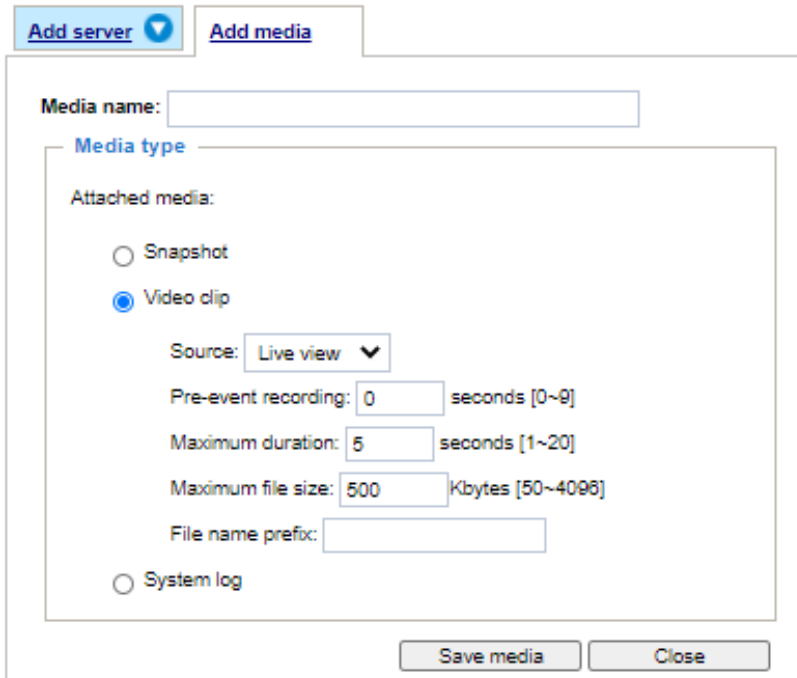 Add server Add media
Media name:
Media type
Attached media:
Snapshot
Video clip
Source: Live view
Pre-event recording: 0 seconds [0~9]
Maximum duration: 5 seconds [1~20]
Maximum file size: 500 Kbytes [50~4096]
File name prefix:
System log
Save media Close